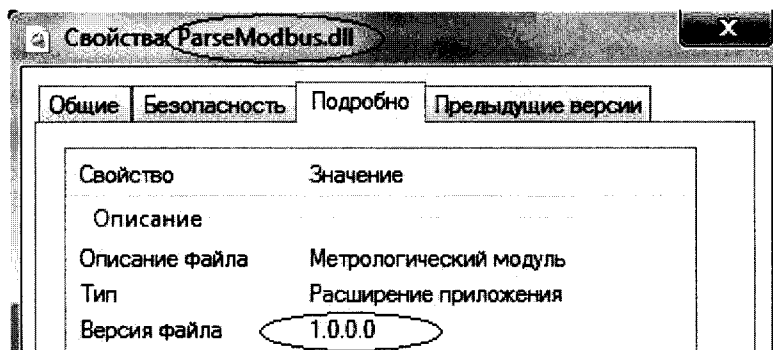 Свойства: ParseModbus.dll
X
Общие Безопасность Подробно Предыдущие версии
Свойство Значение
Описание
Описание файла Метрологический модуль
Тип Расширение приложения
Версия файла 1.0.0.0